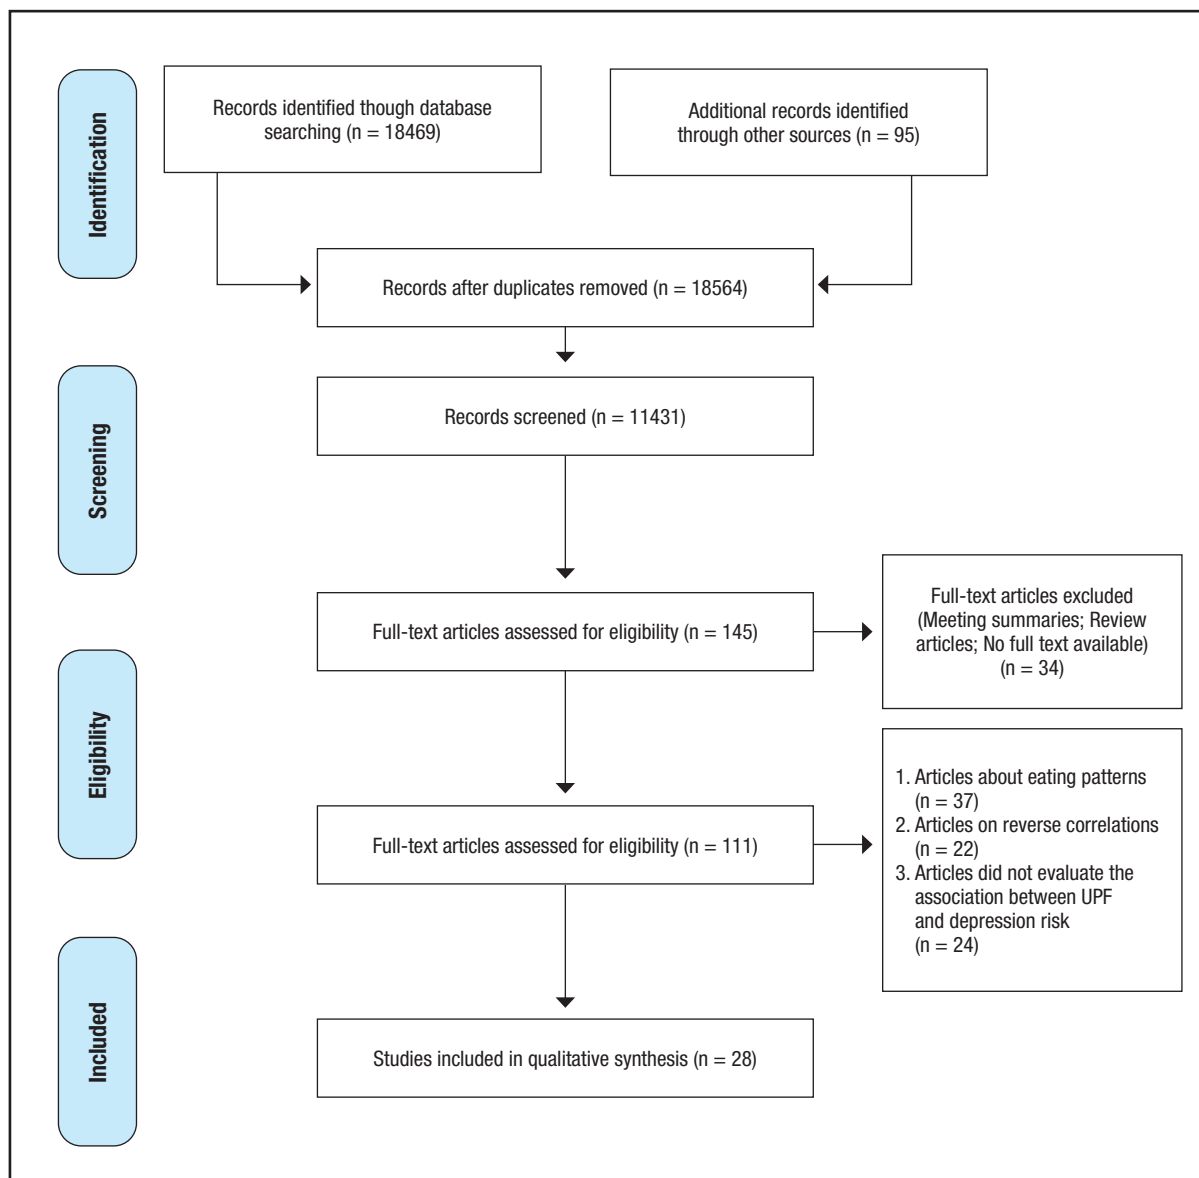 Identification
Records identified though database
searching (n = 18469)
Additional records identified
through other sources (n = 95)
Records after duplicates removed (n = 18564)
Screening
Records screened (n = 11431)
Full-text articles assessed for eligibility (n = 145)
Full-text articles excluded
(Meeting summaries; Review
articles; No full text available)
(n = 34)
Eligibility
Full-text articles assessed for eligibility (n = 111)
1. Articles about eating patterns
(n = 37)
2. Articles on reverse correlations
(n = 22)
3. Articles did not evaluate the
association between UPF
and depression risk
(n = 24)
Included
Studies included in qualitative synthesis (n = 28)